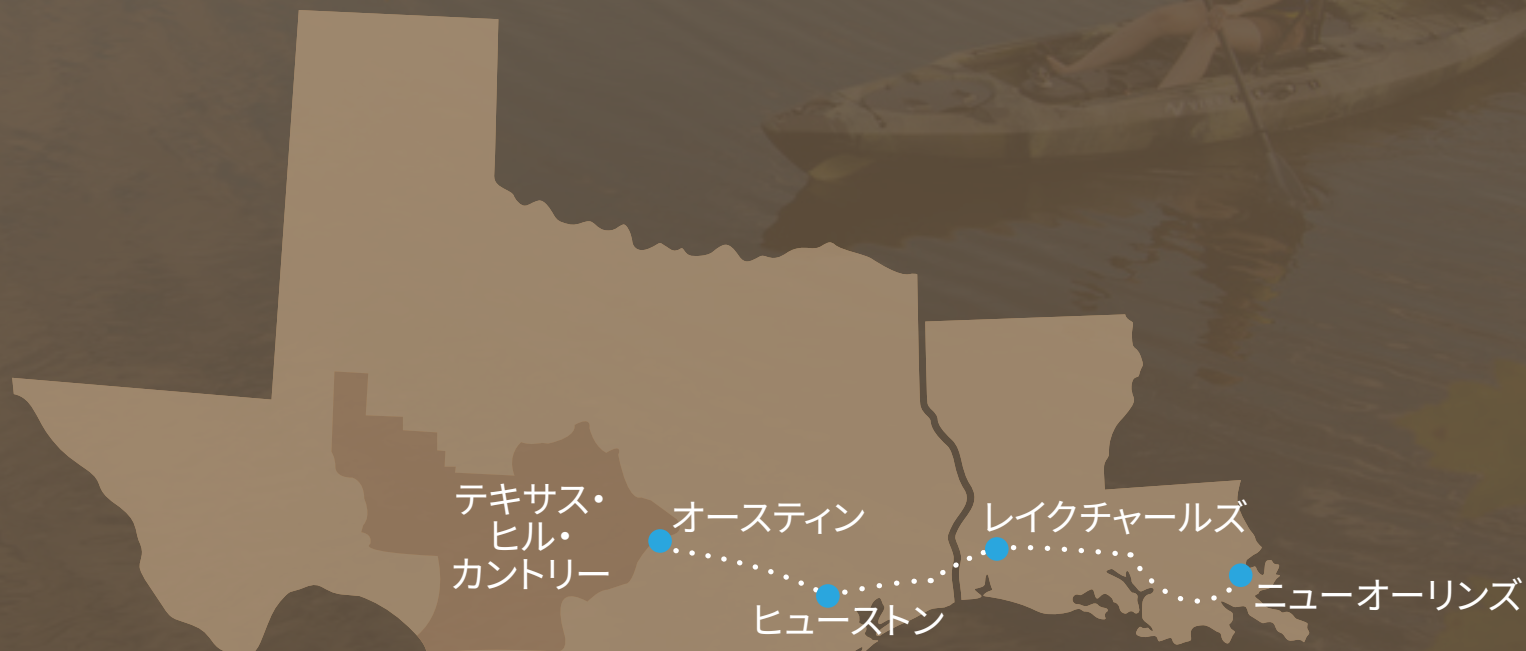 テキサス・
ヒル・
カントリー
オースティン
ヒューストン
レイクチャールズ
ニューオーリンズ